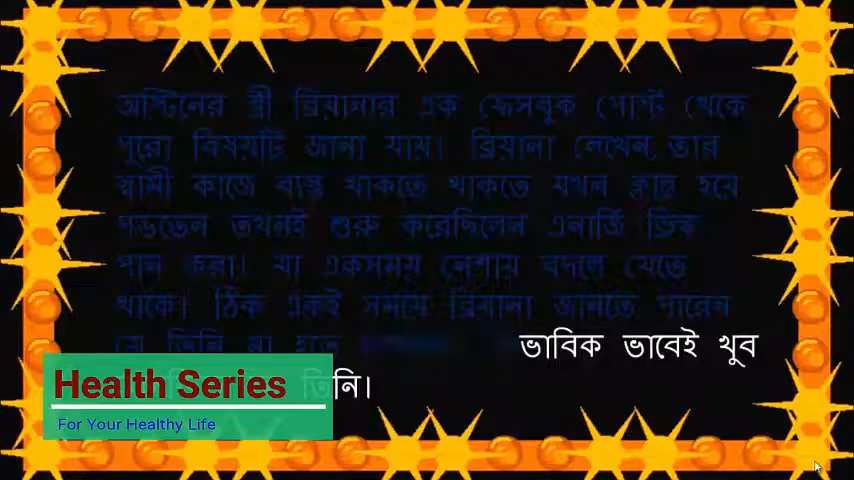 অস্টিনের স্ত্রী ব্রিয়ানার এক ফেসবুক পোস্ট থেকে
পুরো বিষয়টি জানা যায়। ব্রিয়ানা লেখেন, তার
স্বামী কাজে ব্যস্ত থাকতে থাকতে যখন ক্লান্ত হয়ে
পড়তেন তখনই শুরু করেছিলেন এনার্জি ড্রিংক
পান করা। যা একসময় নেশায় বদলে যেতে
থাকে। ঠিক একই সময়ে ব্রিয়ানা জানতে পারেন
যে তিনি মা হতে ভাবিক ভাবেই খুব
তিনি।
Health Series
For Your Healthy Life